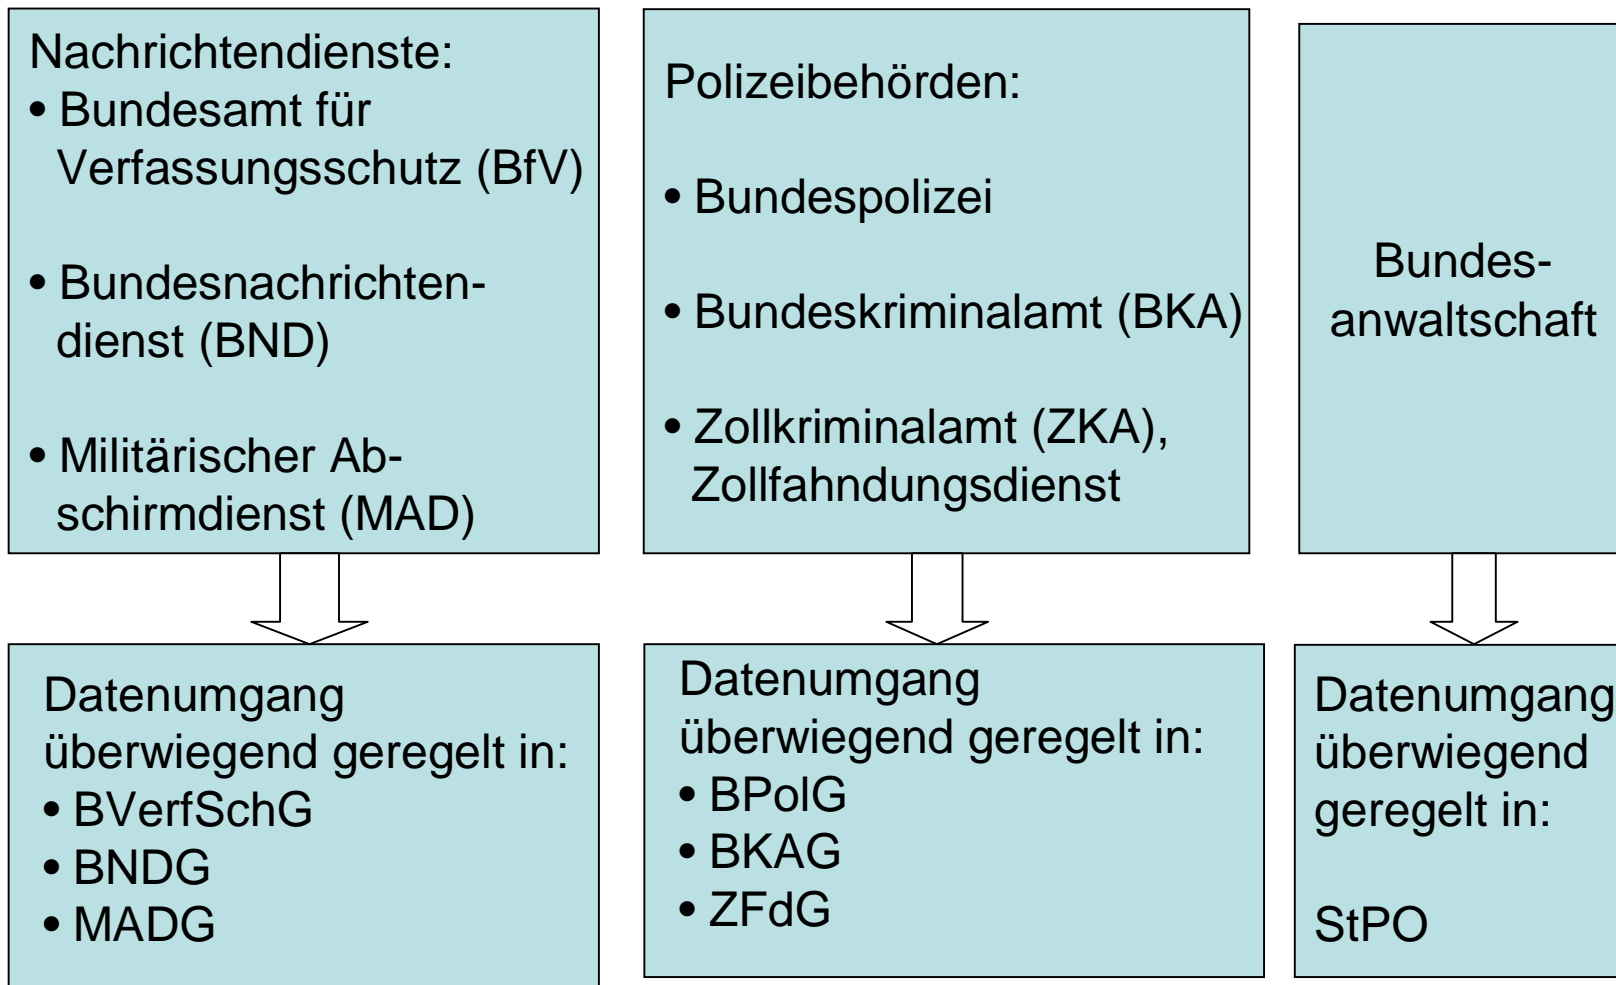 Nachrichtendienste:
• Bundesamt für
Verfassungsschutz (BfV)
• Bundesnachrichten-
dienst (BND)
• Militärischer Ab-
schirmdienst (MAD)
Polizeibehörden:
• Bundespolizei
• Bundeskriminalamt (BKA)
• Zollkriminalamt (ZKA),
Zollfahndungsdienst
Bundes-
anwaltschaft
Datenumgang
überwiegend geregelt in:
• BVerfSchG
• BNDG
• MADG
Datenumgang
überwiegend geregelt in:
• BPolG
• BKAG
• ZFdG
Datenumgang
überwiegend
geregelt in:
StPO